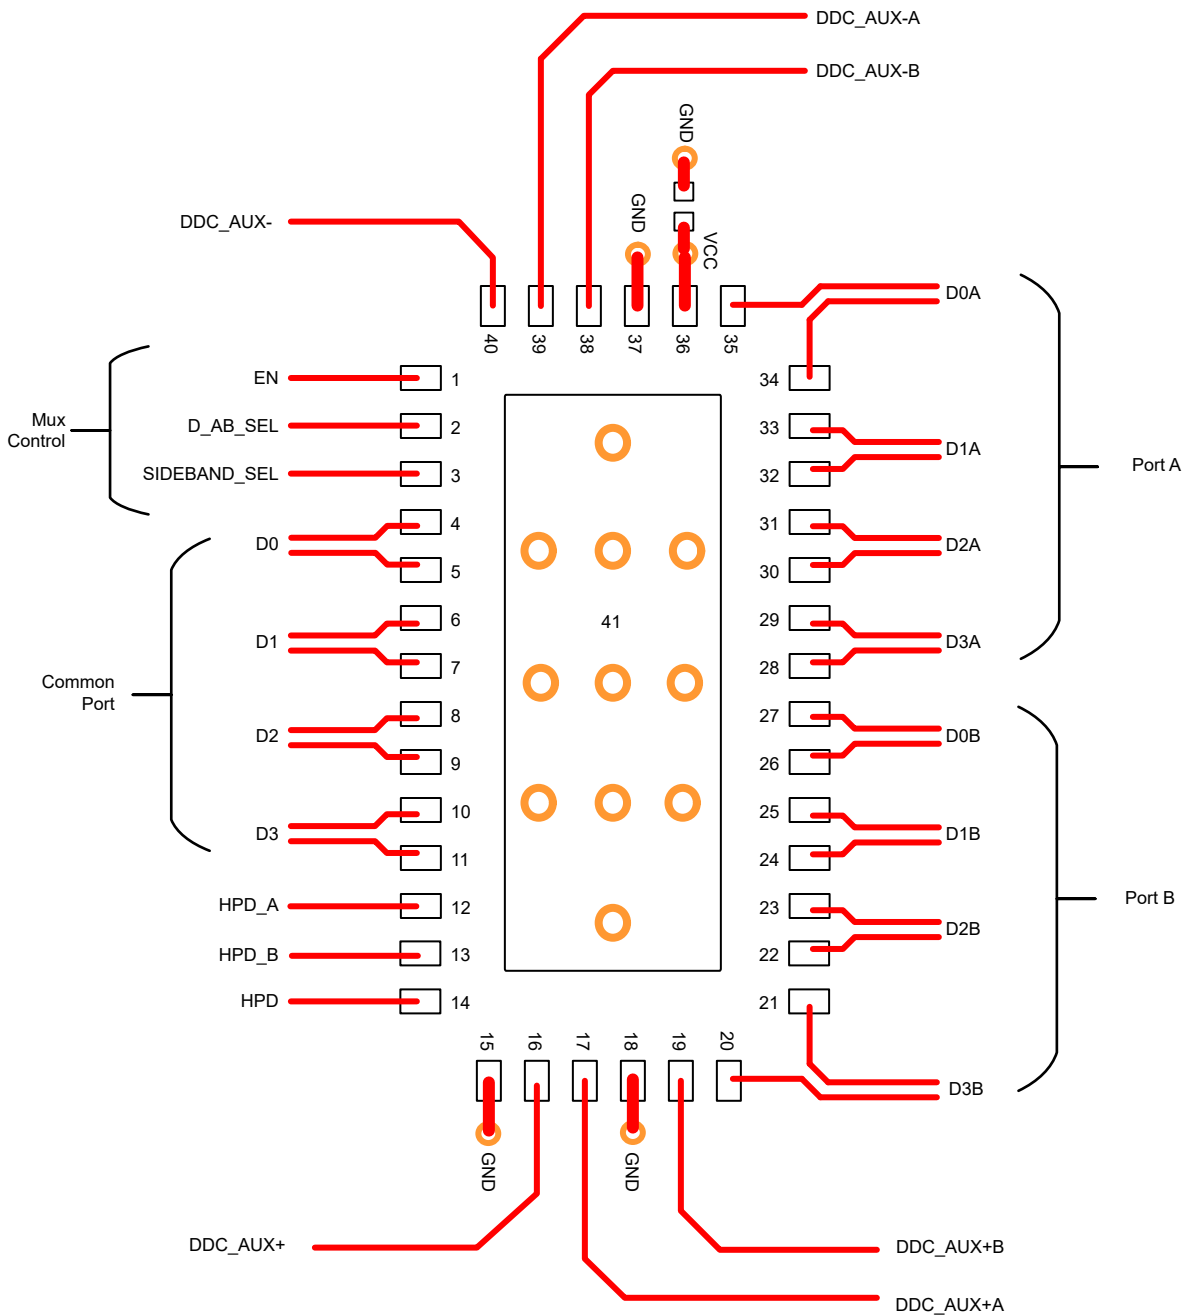 DDC_AUX-A
DDC_AUX-B
GND
GND
VCC
DDC_AUX-
D0A
40
39
38
37
36
35
EN
1
34
Mux
Control
D_AB_SEL
2
33
D1A
SIDEBAND_SEL
3
32
Port A
D0
4
31
D2A
5
30
D1
6
41
29
D3A
7
28
Common
Port
D2
8
27
D0B
9
26
D3
10
25
D1B
11
24
HPD_A
12
23
D2B
Port B
HPD_B
13
22
HPD
14
21
15
16
17
18
19
20
D3B
GND
GND
DDC_AUX+
DDC_AUX+B
DDC_AUX+A